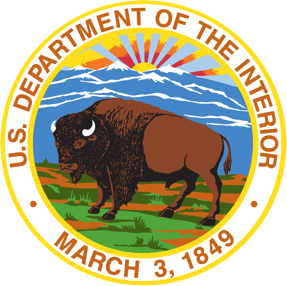 U.S. DEPARTMENT OF THE INTERIOR
MARCH 3, 1849